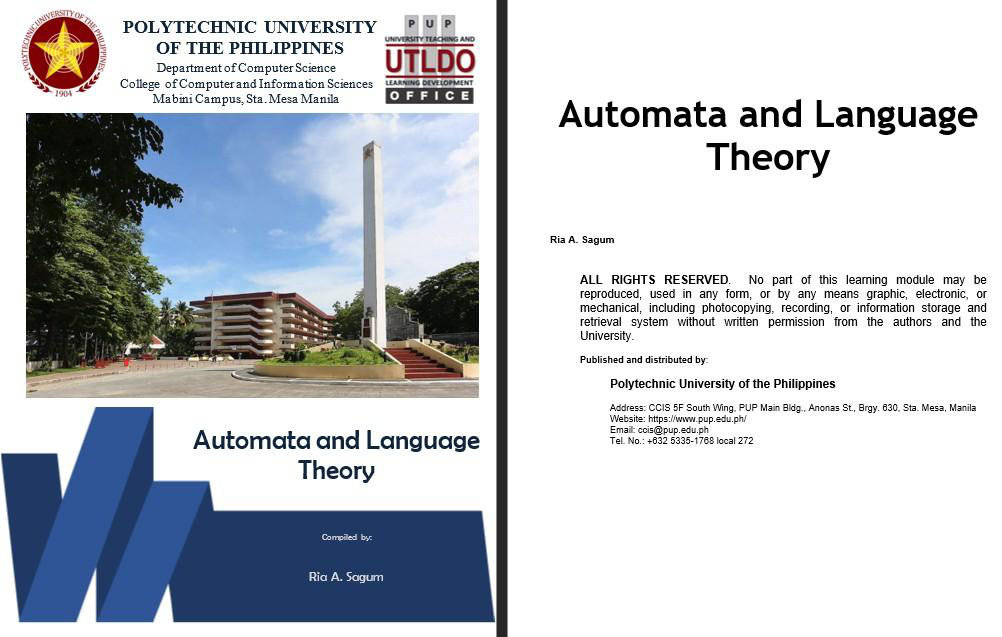 POLYTECHNIC UNIVERSITY OF THE PHILIPPINES
1904
POLYTECHNIC UNIVERSITY
OF THE PHILIPPINES
Department of Computer Science
College of Computer and Information Sciences
Mabini Campus, Sta. Mesa Manila
PUP
UNIVERSITY TEACHING AND
UTLDO
LEARNING DEVELOPMENT
OFFICE
Automata and Language
Theory
Compiled by:
Ria A. Sagum
Automata and Language
Theory
Ria A. Sagum
ALL RIGHTS RESERVED. No part of this learning module may be
reproduced, used in any form, or by any means graphic, electronic, or
mechanical, including photocopying, recording, or information storage and
retrieval system without written permission from the authors and the
University.
Published and distributed by:
Polytechnic University of the Philippines
Address: CCIS 5F South Wing, PUP Main Bldg., Anonas St., Brgy. 630, Sta. Mesa, Manila
Website: https://www.pup.edu.ph/
Email: ccis@pup.edu.ph
Tel. No.: +632 5335-1768 local 272